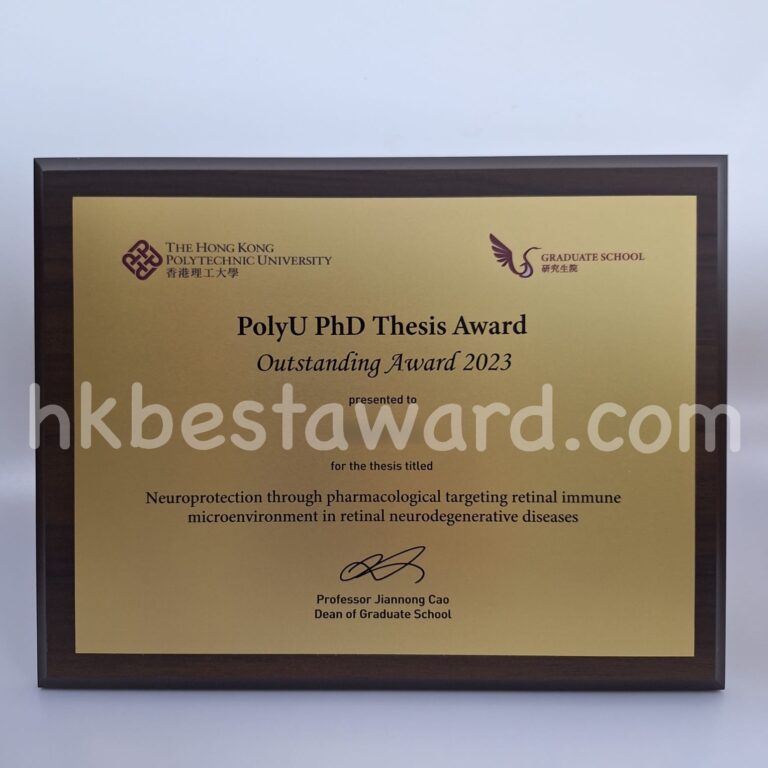 THE HONG KONG
POLYTECHNIC UNIVERSITY
香港理工大學
GRADUATE SCHOOL
研究生院
PolyU PhD Thesis Award
Outstanding Award 2023
presented to
hkbestaward.com
for the thesis titled
Neuroprotection through pharmacological targeting retinal immune
microenvironment in retinal neurodegenerative diseases
Professor Jiannong Cao
Dean of Graduate School